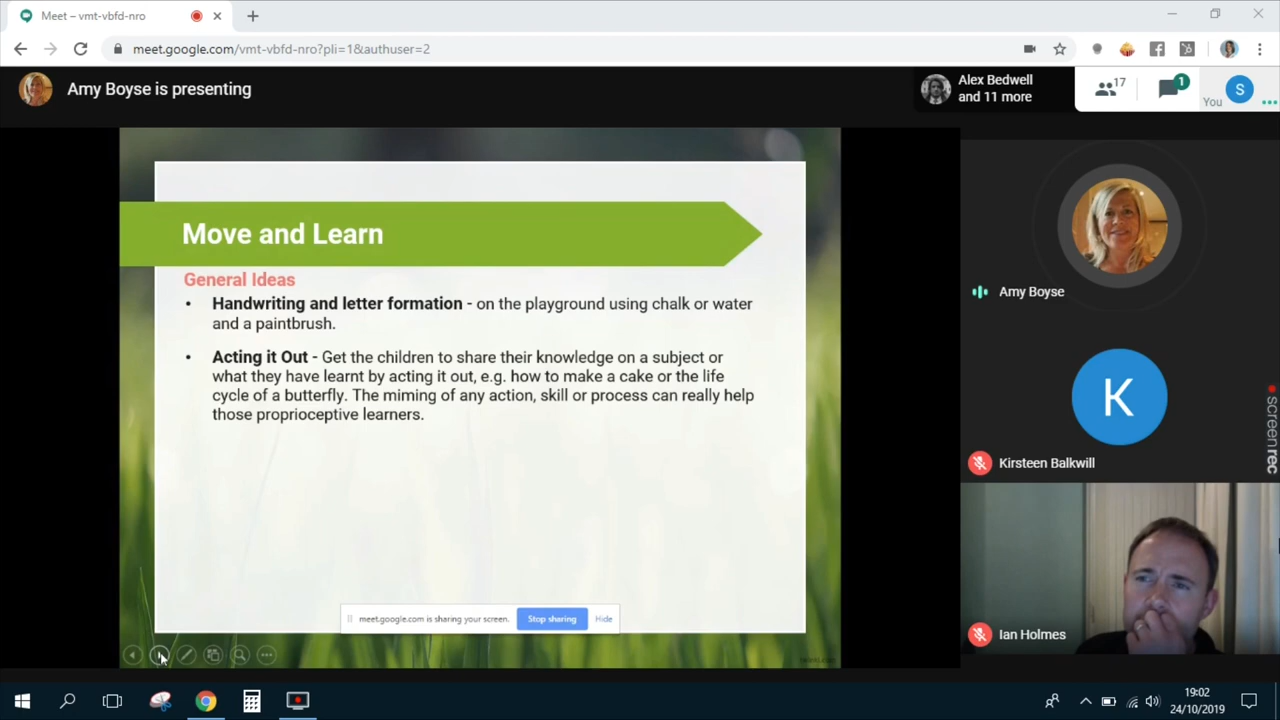 Meet – vmt-vbfd-nro
meet.google.com/vmt-vbfd-nro?pli=1&authuser=2
Amy Boyse is presenting
Alex Bedwell
and 11 more
17
1
You
S
Move and Learn
General Ideas
• Handwriting and letter formation - on the playground using chalk or water
and a paintbrush.
• Acting it Out - Get the children to share their knowledge on a subject or
what they have learnt by acting it out, e.g. how to make a cake or the life
cycle of a butterfly. The miming of any action, skill or process can really help
those proprioceptive learners.
meet.google.com is sharing your screen.
Stop sharing
Hide
Amy Boyse
K
Kirsteen Balkwill
Ian Holmes
screenrec
19:02
24/10/2019